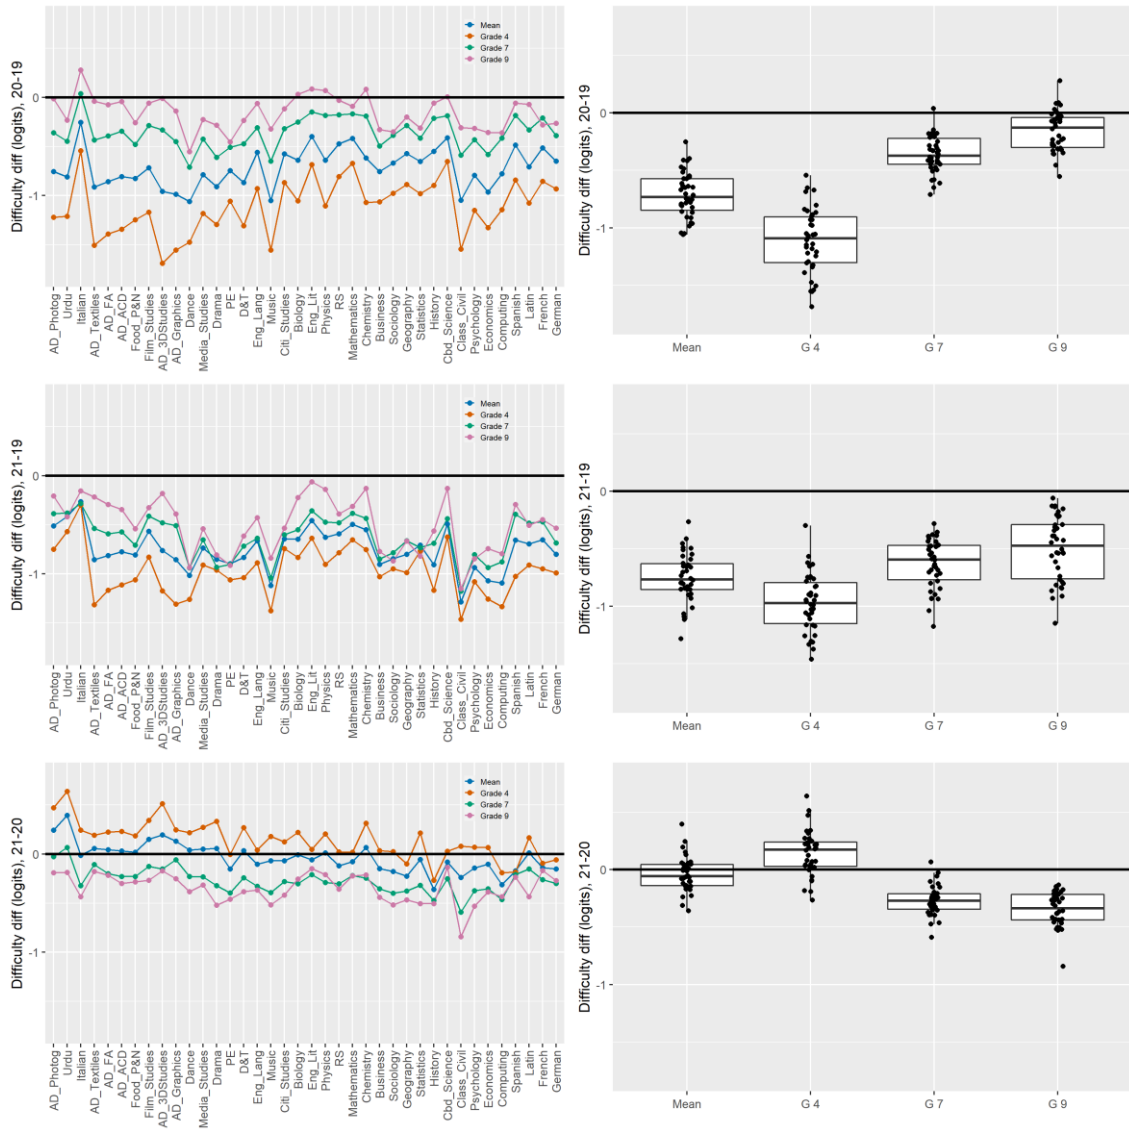 Difficulty diff (logits), 20-19
0
-1
Mean
Grade 4
Grade 7
Grade 9
AD_Photog
Urdu
Italian
AD_Textiles
AD_FA
AD_ACD
Food_P&N
Film_Studies
AD_3DStudies
AD_Graphics
Dance
Media_Studies
Drama
PE
D&T
Eng_Lang
Music
Citi_Studies
Biology
Eng_Lit
Physics
RS
Mathematics
Chemistry
Business
Sociology
Geography
Statistics
History
Cbd_Science
Class_Civil
Psychology
Economics
Computing
Spanish
Latin
French
German
Difficulty diff (logits), 20-19
0
-1
Mean
G 4
G 7
G 9
Difficulty diff (logits), 21-19
0
-1
Mean
Grade 4
Grade 7
Grade 9
AD_Photog
Urdu
Italian
AD_Textiles
AD_FA
AD_ACD
Food_P&N
Film_Studies
AD_3DStudies
AD_Graphics
Dance
Media_Studies
Drama
PE
D&T
Eng_Lang
Music
Citi_Studies
Biology
Eng_Lit
Physics
RS
Mathematics
Chemistry
Business
Sociology
Geography
Statistics
History
Cbd_Science
Class_Civil
Psychology
Economics
Computing
Spanish
Latin
French
German
Difficulty diff (logits), 21-19
0
-1
Mean
G 4
G 7
G 9
Difficulty diff (logits), 21-20
0
-1
Mean
Grade 4
Grade 7
Grade 9
AD_Photog
Urdu
Italian
AD_Textiles
AD_FA
AD_ACD
Food_P&N
Film_Studies
AD_3DStudies
AD_Graphics
Dance
Media_Studies
Drama
PE
D&T
Eng_Lang
Music
Citi_Studies
Biology
Eng_Lit
Physics
RS
Mathematics
Chemistry
Business
Sociology
Geography
Statistics
History
Cbd_Science
Class_Civil
Psychology
Economics
Computing
Spanish
Latin
French
German
Difficulty diff (logits), 21-20
0
-1
Mean
G 4
G 7
G 9